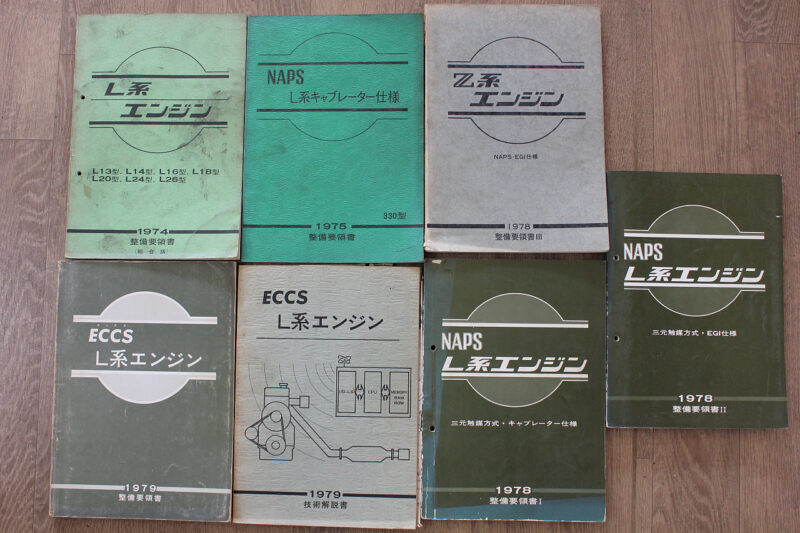 L系
エンジン
L13型, L14型, L16型, L18型
L20型, L24型, L26型
1974
整備要領書
(総合版)
NAPS
L系キャブレーター仕様
330型
1975
整備要領書
Z系
エンジン
NAPS・EGI仕様
1978
整備要領書III
NAPS
L系エンジン
三元触媒方式・EGI仕様
1978
整備要領書II
ECCS
L系エンジン
1979
整備要領書
ECCS
L系エンジン
CPU
MEMORY
RAM
ROM
1979
技術解説書
NAPS
L系エンジン
三元触媒方式・キャブレーター仕様
1978
整備要領書I